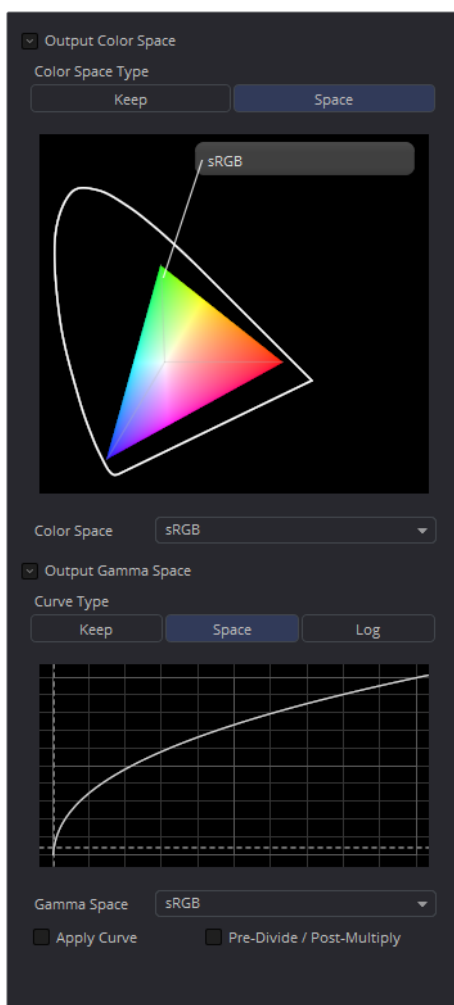 Output Color Space
Color Space Type
Keep Space
sRGB
Color Space sRGB
Output Gamma Space
Curve Type
Keep Space Log
Gamma Space sRGB
Apply Curve Pre-Divide / Post-Multiply